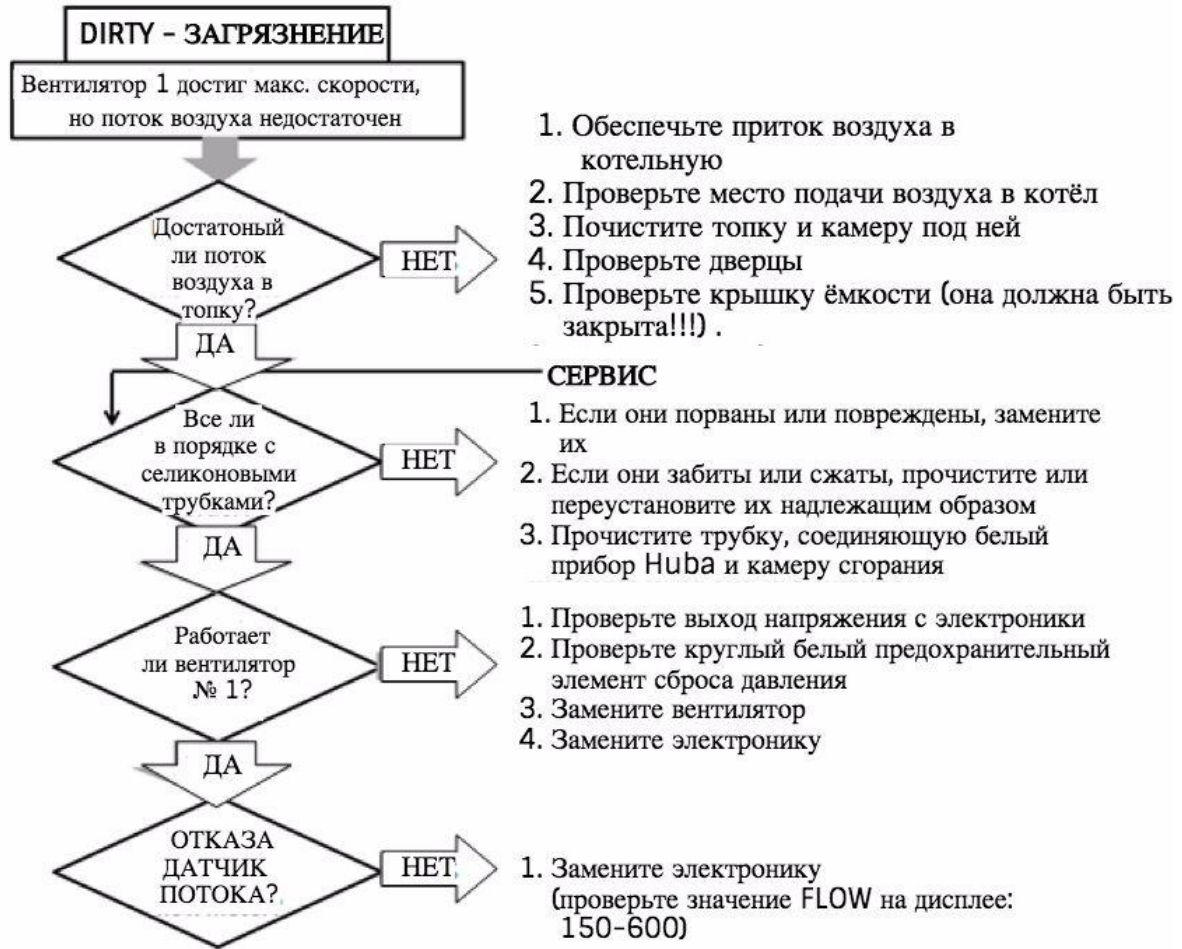 DIRTY - ЗАГРЯЗНЕНИЕ
Вентилятор 1 достиг макс. скорости,
но поток воздуха недостаточен
Достатоный
ли поток
воздуха в
топку?
НЕТ
1. Обеспечьте приток воздуха в
котельную
2. Проверьте место подачи воздуха в котёл
3. Почистите топку и камеру под ней
4. Проверьте дверцы
5. Проверьте крышку ёмкости (она должна быть
закрыта!!!) .
ДА
СЕРВИС
Все ли
в порядке с
селиконовыми
трубками?
НЕТ
1. Если они порваны или повреждены, замените
их
2. Если они забиты или сжаты, прочистите или
переустановите их надлежащим образом
3. Прочистите трубку, соединяющую белый
прибор Huba и камеру сгорания
ДА
Работает
ли вентилятор
№ 1?
НЕТ
1. Проверьте выход напряжения с электроники
2. Проверьте круглый белый предохранительный
элемент сброса давления
3. Замените вентилятор
4. Замените электронику
ДА
ОТКАЗА
ДАТЧИК
ПОТОКА?
НЕТ
1. Замените электронику
(проверьте значение FLOW на дисплее:
150-600)